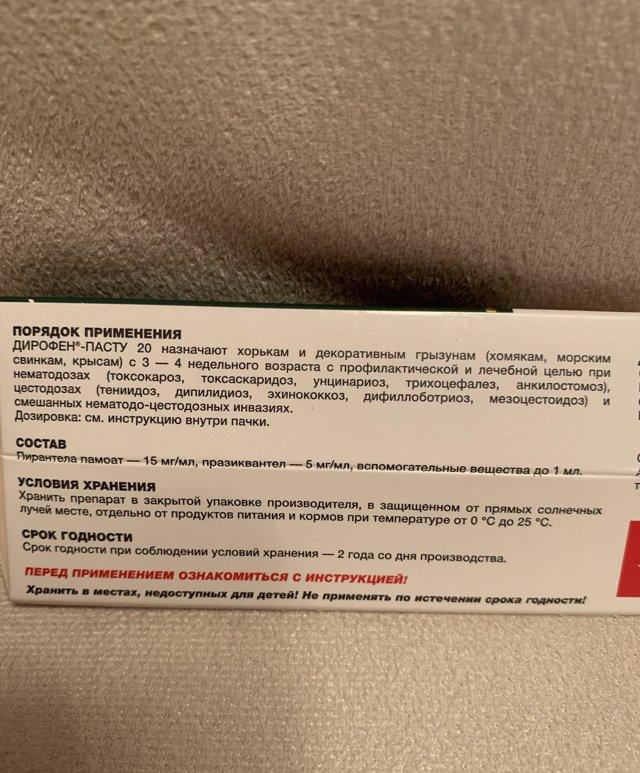 ПОРЯДОК ПРИМЕНЕНИЯ
ДИРОФЕН®-ПАСТУ 20 назначают хорькам и декоративным грызунам (хомякам, морским
свинкам, крысам) с 3 — 4 недельного возраста с профилактической и лечебной целью при
нематодозах (токсокароз, токсаскаридоз, унцинариоз, трихоцефалез, анкилостомоз),
цестодозах (тениидоз, дипилидиоз, эхинококкоз, дифиллоботриоз, мезоцестоидоз) и
смешанных нематодо-цестодозных инвазиях.
Дозировка: см. инструкцию внутри пачки.
СОСТАВ
Пирантела памоат — 15 мг/мл, празиквантел — 5 мг/мл, вспомогательные вещества до 1 мл.
УСЛОВИЯ ХРАНЕНИЯ
Хранить препарат в закрытой упаковке производителя, в защищенном от прямых солнечных
лучей месте, отдельно от продуктов питания и кормов при температуре от 0 °С до 25 °С.
СРОК ГОДНОСТИ
Срок годности при соблюдении условий хранения — 2 года со дня производства.
ПЕРЕД ПРИМЕНЕНИЕМ ОЗНАКОМИТЬСЯ С ИНСТРУКЦИЕЙ!
Хранить в местах, недоступных для детей! Не применять по истечении срока годности!